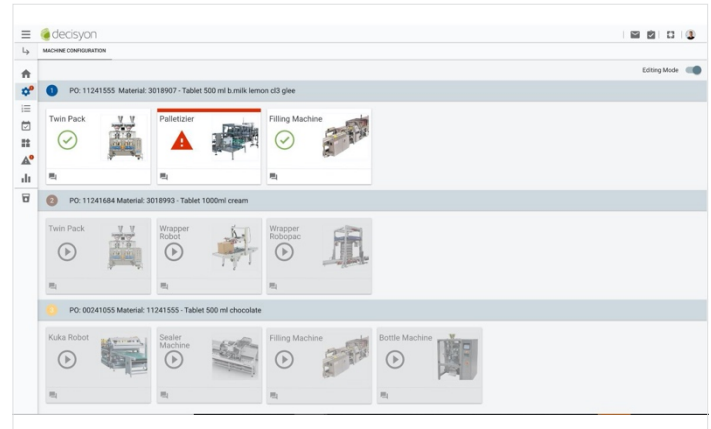 decisyon
MACHINE CONFIGURATION
Editing Mode
1 PO: 11241555 Material: 3018907 - Tablet 500 ml b.milk lemon cl3 glee
Twin Pack
Palletizier
Filling Machine
2 PO: 11241684 Material: 3018993 - Tablet 1000ml cream
Twin Pack
Wrapper
Robot
Wrapper
Robopac
PO: 00241055 Material: 11241555 - Tablet 500 ml chocolate
Kuka Robot
Sealer
Machine
Filling Machine
Bottle Machine